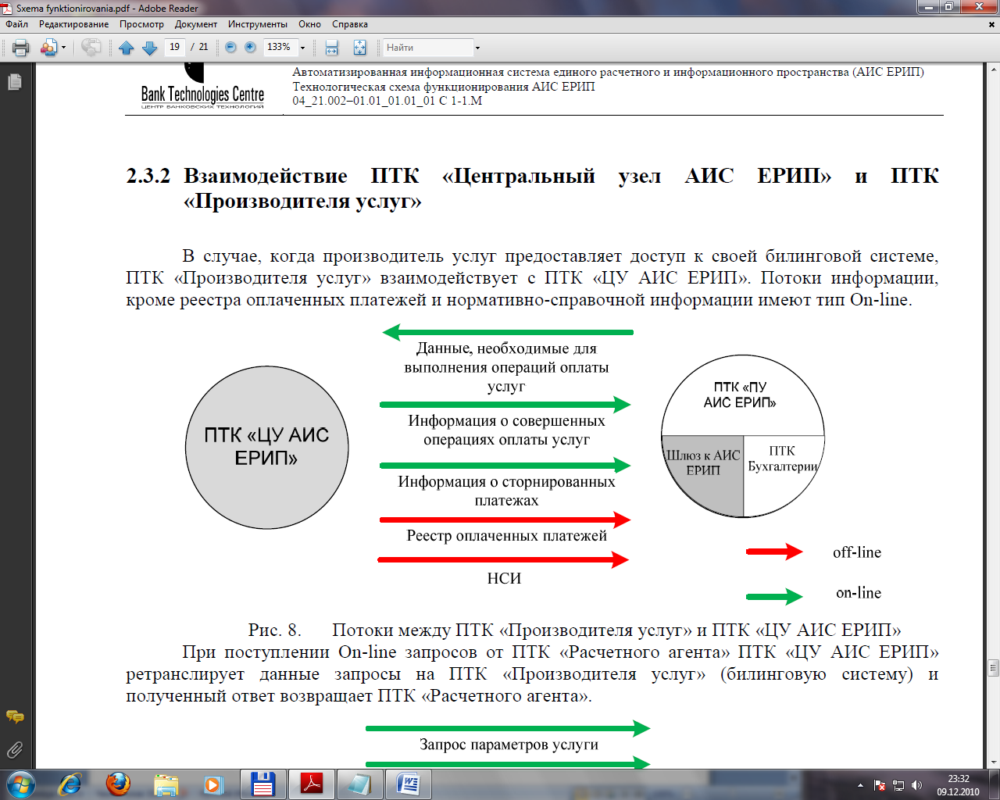 Sxema fynktionirovania.pdf - Adobe Reader
Файл Редактирование Просмотр Документ Инструменты Окно Справка
19 / 21 133% Найти
Автоматизированная информационная система единого расчетного и информационного пространства (АИС ЕРИП)
Технологическая схема функционирования АИС ЕРИП
04_21.002–01.01_01.01_01 С 1-1.М
Bank Technologies Centre
ЦЕНТР БАНКОВСКИХ ТЕХНОЛОГИЙ
2.3.2 Взаимодействие ПТК «Центральный узел АИС ЕРИП» и ПТК
«Производителя услуг»
В случае, когда производитель услуг предоставляет доступ к своей билинговой системе,
ПТК «Производителя услуг» взаимодействует с ПТК «ЦУ АИС ЕРИП». Потоки информации,
кроме реестра оплаченных платежей и нормативно-справочной информации имеют тип On-line.
Данные, необходимые для
выполнения операций оплаты
услуг
Информация о совершенных
операциях оплаты услуг
Информация о сторнированных
платежах
Реестр оплаченных платежей
НСИ
ПТК «ЦУ АИС
ЕРИП»
ПТК «ПУ
АИС ЕРИП»
Шлюз к АИС
ЕРИП
ПТК
Бухгалтерии
off-line
on-line
Рис. 8. Потоки между ПТК «Производителя услуг» и ПТК «ЦУ АИС ЕРИП»
При поступлении On-line запросов от ПТК «Расчетного агента» ПТК «ЦУ АИС ЕРИП»
ретранслирует данные запросы на ПТК «Производителя услуг» (билинговую систему) и
полученный ответ возвращает ПТК «Расчетного агента».
Запрос параметров услуги
23:32
09.12.2010